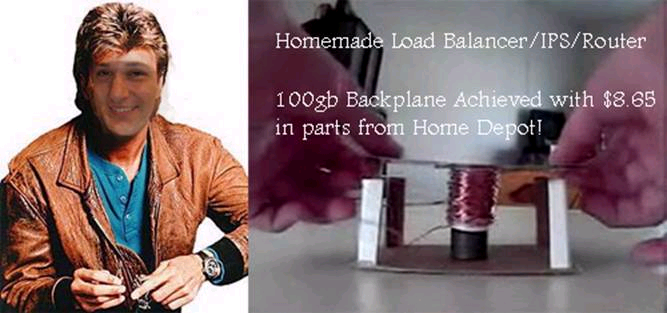 Homemade Load Balancer/IPS/Router
100gb Backplane Achieved with $8.65
in parts from Home Depot!